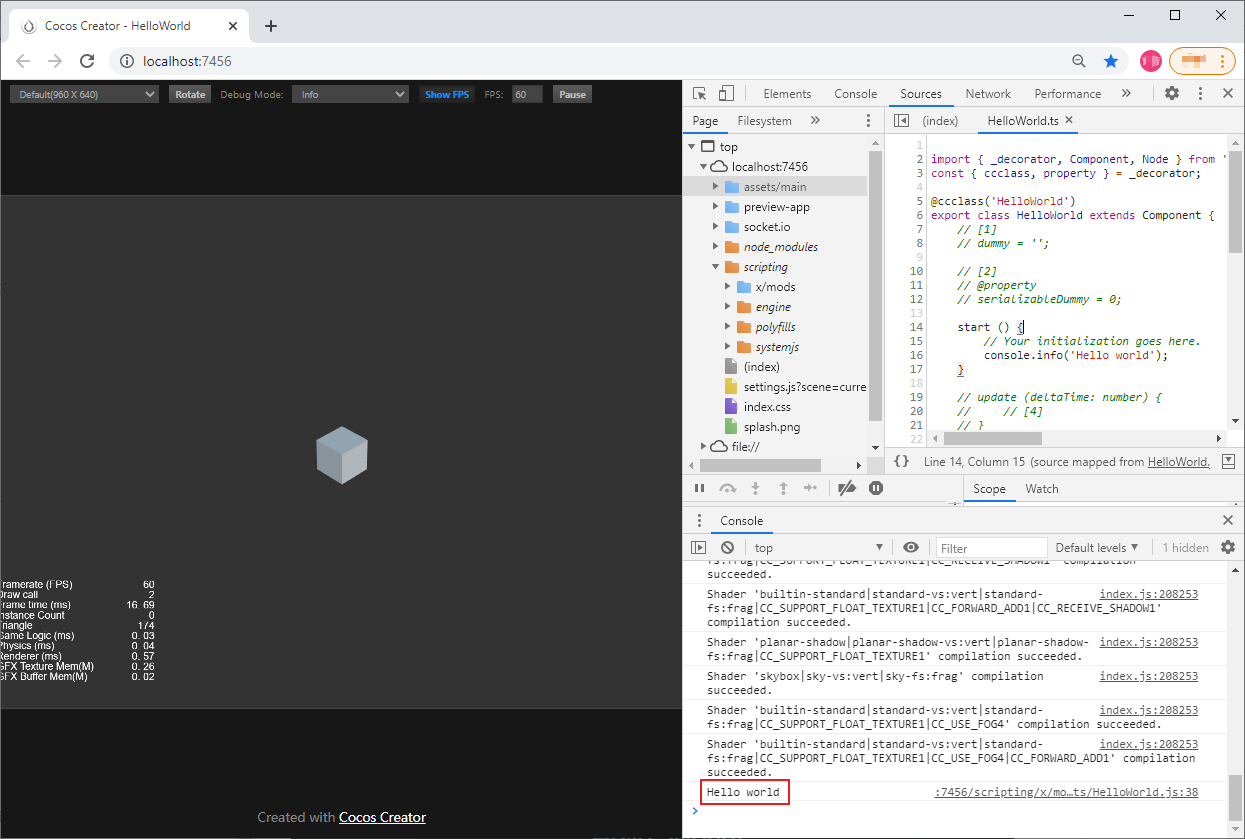 Cocos Creator - HelloWorld
localhost:7456
Default(960 X 640) Rotate Debug Mode: Info Show FPS FPS: 60 Pause
Elements Console Sources Network Performance
Page Filesystem
(index) HelloWorld.ts
top
localhost:7456
assets/main
preview-app
socket.io
node_modules
scripting
x/mods
engine
polyfills
systemjs
(index)
settings.js?scene=curre
index.css
splash.png
file://
1
2 import { _decorator, Component, Node } from '
3 const { ccclass, property } = _decorator;
4
5 @ccclass('HelloWorld')
6 export class HelloWorld extends Component {
7 // [1]
8 // dummy = '';
9
10 // [2]
11 // @property
12 // serializableDummy = 0;
13
14 start () {
15 // Your initialization goes here.
16 console.info('Hello world');
17 }
18
19 // update (deltaTime: number) {
20 // // [4]
21 // }
22
{} Line 14, Column 15 (source mapped from HelloWorld.
Scope Watch
Console
top Filter Default levels 1 hidden
fs:frag|CC_SUPPORT_FLOAT_TEXTURE1|CC_RECEIVE_SHADOW1' compilation
succeeded.
Shader 'builtin-standard|standard-vs:vert|standard- index.js:208253
fs:frag|CC_SUPPORT_FLOAT_TEXTURE1|CC_FORWARD_ADD1|CC_RECEIVE_SHADOW1'
compilation succeeded.
Shader 'planar-shadow|planar-shadow-vs:vert|planar-shadow- index.js:208253
fs:frag|CC_SUPPORT_FLOAT_TEXTURE1' compilation succeeded.
Shader 'skybox|sky-vs:vert|sky-fs:frag' compilation index.js:208253
succeeded.
Shader 'builtin-standard|standard-vs:vert|standard- index.js:208253
fs:frag|CC_SUPPORT_FLOAT_TEXTURE1|CC_USE_FOG4' compilation succeeded.
Shader 'builtin-standard|standard-vs:vert|standard- index.js:208253
fs:frag|CC_SUPPORT_FLOAT_TEXTURE1|CC_USE_FOG4|CC_FORWARD_ADD1' compilation
succeeded.
Hello world :7456/scripting/x/mo…ts/HelloWorld.js:38
ramerate (FPS) 60
Draw call 2
Frame time (ms) 16.69
nstance Count 0
riangle 174
Game Logic (ms) 0.03
Physics (ms) 0.04
Renderer (ms) 0.57
GFX Texture Mem(M) 0.26
GFX Buffer Mem(M) 0.02
Created with Cocos Creator